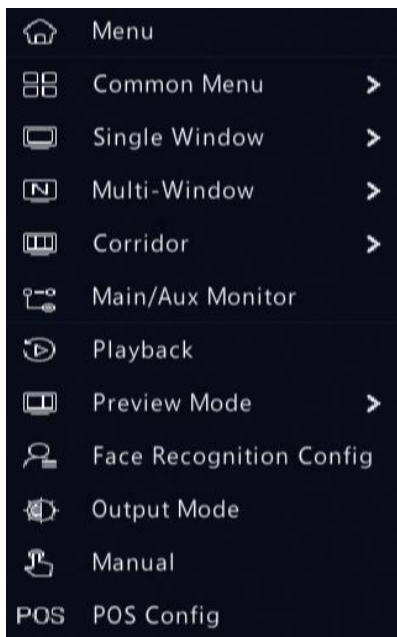 Menu
Common Menu >
Single Window >
Multi-Window >
Corridor >
Main/Aux Monitor
Playback
Preview Mode >
Face Recognition Config
Output Mode
Manual
POS POS Config